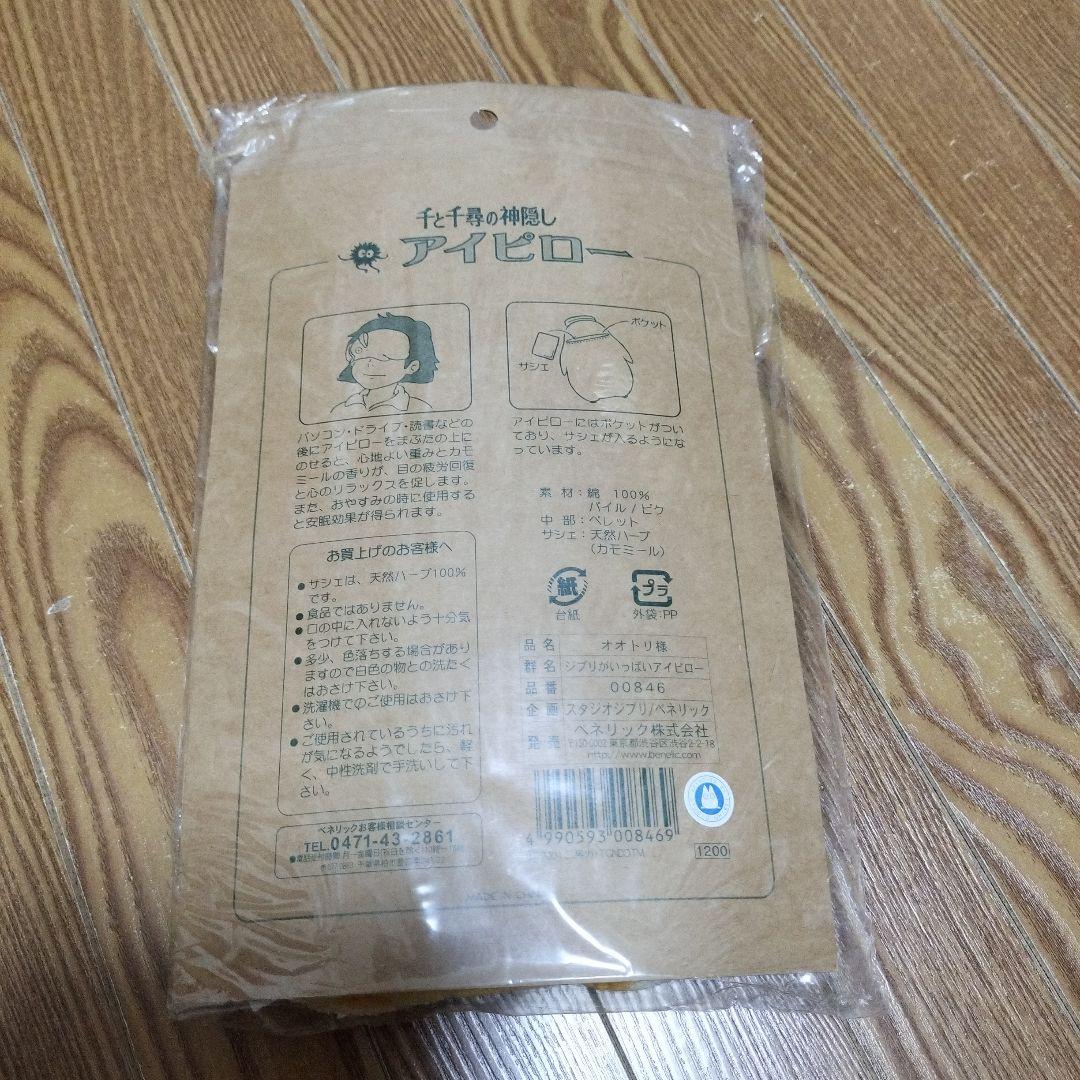 千と千尋の神隠し
アイピロー
ポケット
サシェ
パソコン・ドライブ・読書などの
後にアイピローをまぶたの上に
のせると、心地よい重みとカモ
ミールの香りが、目の疲労回復
と心のリラックスを促します。
また、おやすみの時に使用する
と安眠効果が得られます。
アイピローにはポケットがつい
ており、サシェが入るようにな
っています。
素 材:綿 100%
パイル/ピケ
中 部:ペレット
サシェ:天然ハーブ
(カモミール)
お買上げのお客様へ
●サシェは、天然ハーブ100%
です。
●食品ではありません。
●口の中に入れないよう十分気
をつけて下さい。
●多少、色落ちする場合があり
ますので白色の物との洗たく
はおさけ下さい。
●洗濯機でのご使用はおさけ下
さい。
●ご使用されているうちに汚れ
が気になるようでしたら、軽
く、中性洗剤で手洗いして下
さい。
紙
台紙
プラ
外袋:PP
品 名 オオトリ様
群 名 ジブリがいっぱいアイピロー
品 番 00846
企 画 スタジオジブリ/ベネリック
発 売 ベネリック株式会社
〒150-0002 東京都渋谷区渋谷2-2-18
http://www.benelic.com
4 990593 008469
1200
ベネリックお客様相談センター
TEL.0471-43-2861
MADE IN